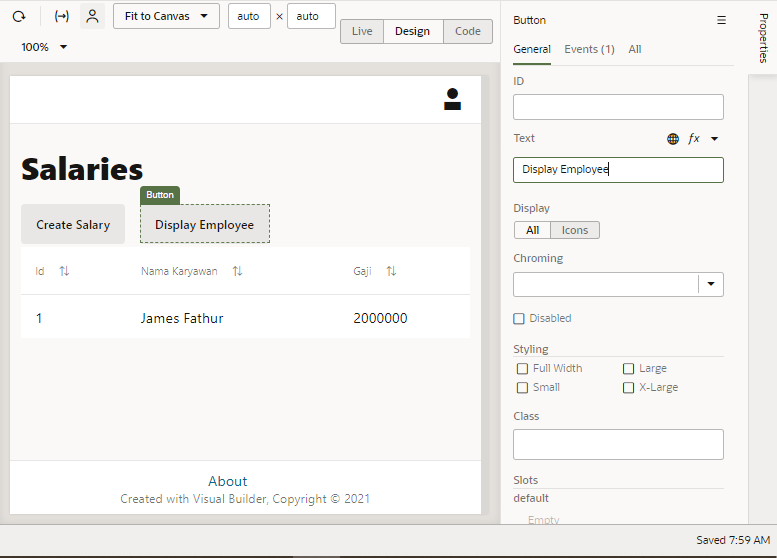 Fit to Canvas auto × auto
Live Design Code
100%
Salaries
Button
Create Salary Display Employee
Id Nama Karyawan Gaji
1 James Fathur 2000000
About
Created with Visual Builder, Copyright © 2021
Button
General Events (1) All
ID
Text fx
Display Employee
Display
All Icons
Chroming
Disabled
Styling
Full Width Large
Small X-Large
Class
Slots
default
Empty
Properties
Saved 7:59 AM